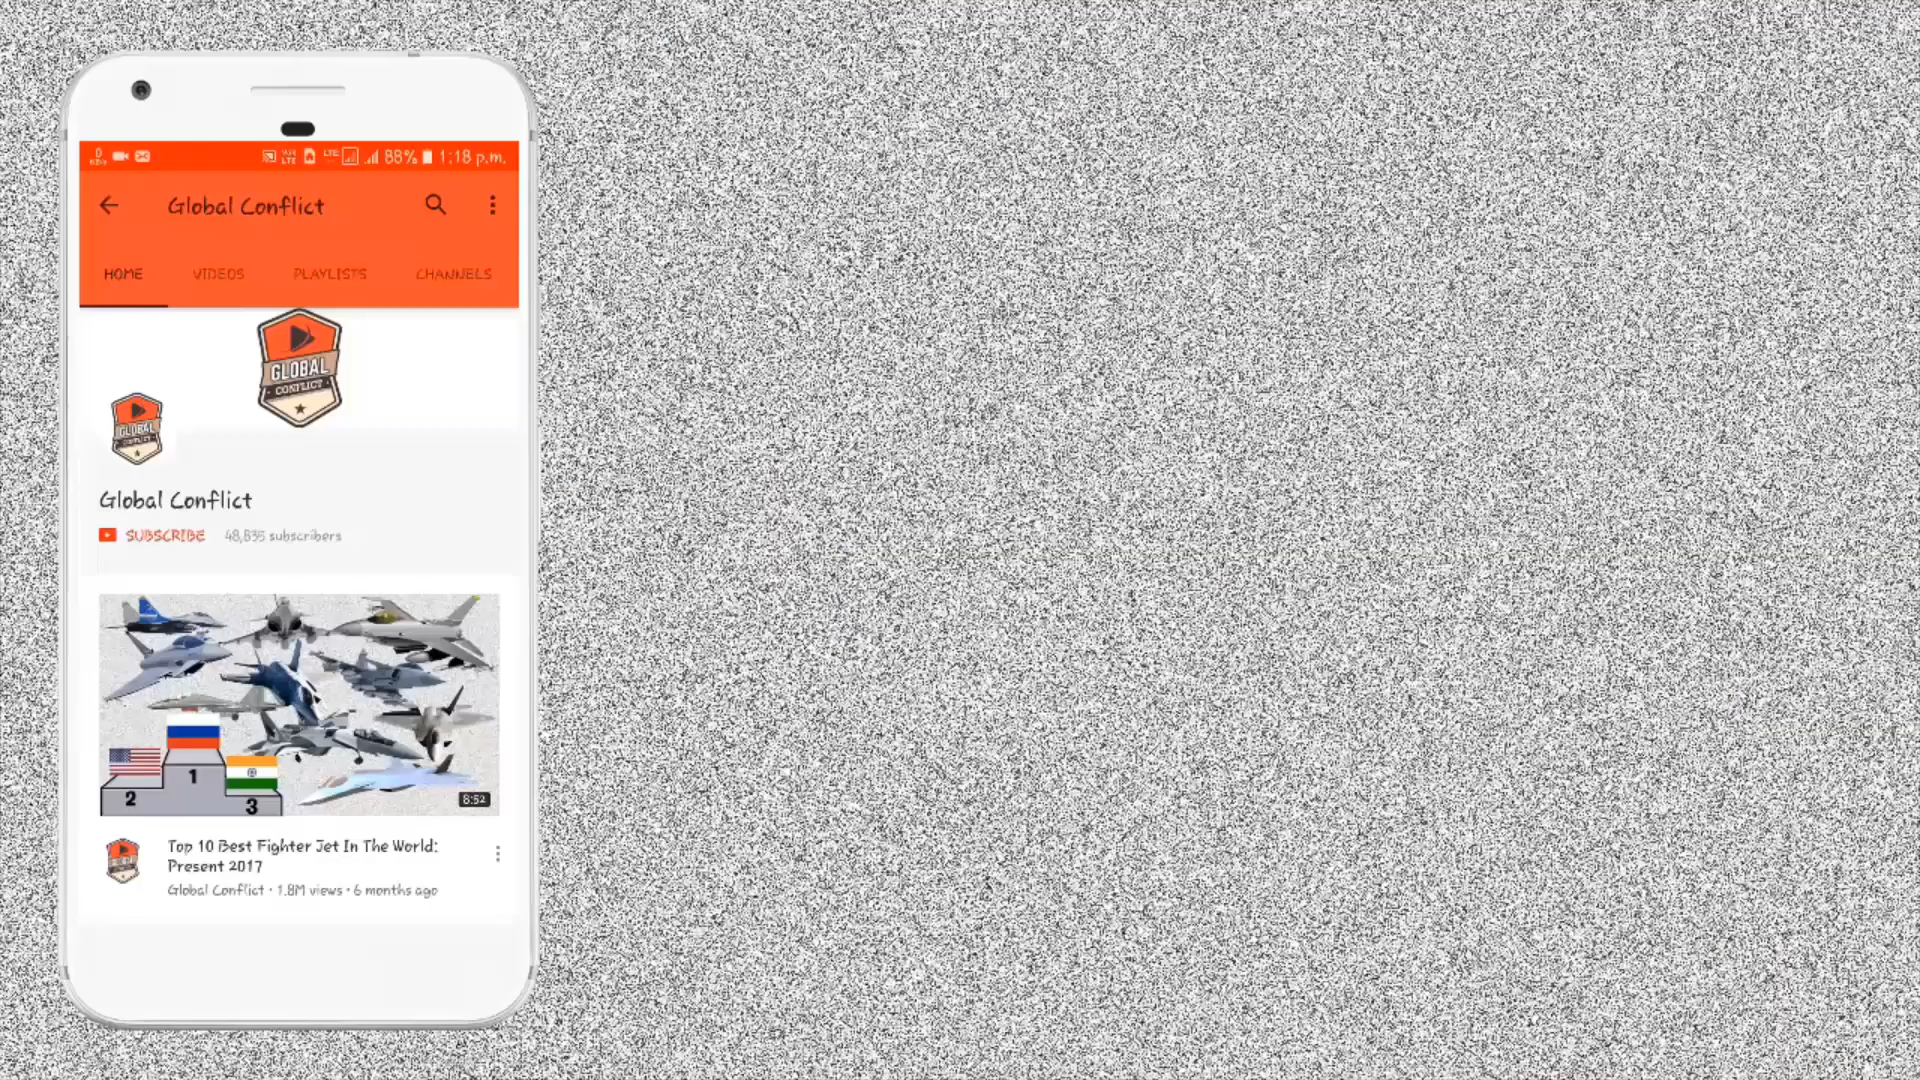 88% 1:18 p.m.
Global Conflict
HOME VIDEOS PLAYLISTS CHANNELS
GLOBAL
CONFLICT
GLOBAL
CONFLICT
Global Conflict
SUBSCRIBE 48,835 subscribers
1
2
3
8:52
Top 10 Best Fighter Jet In The World:
Present 2017
Global Conflict • 1.8M views • 6 months ago